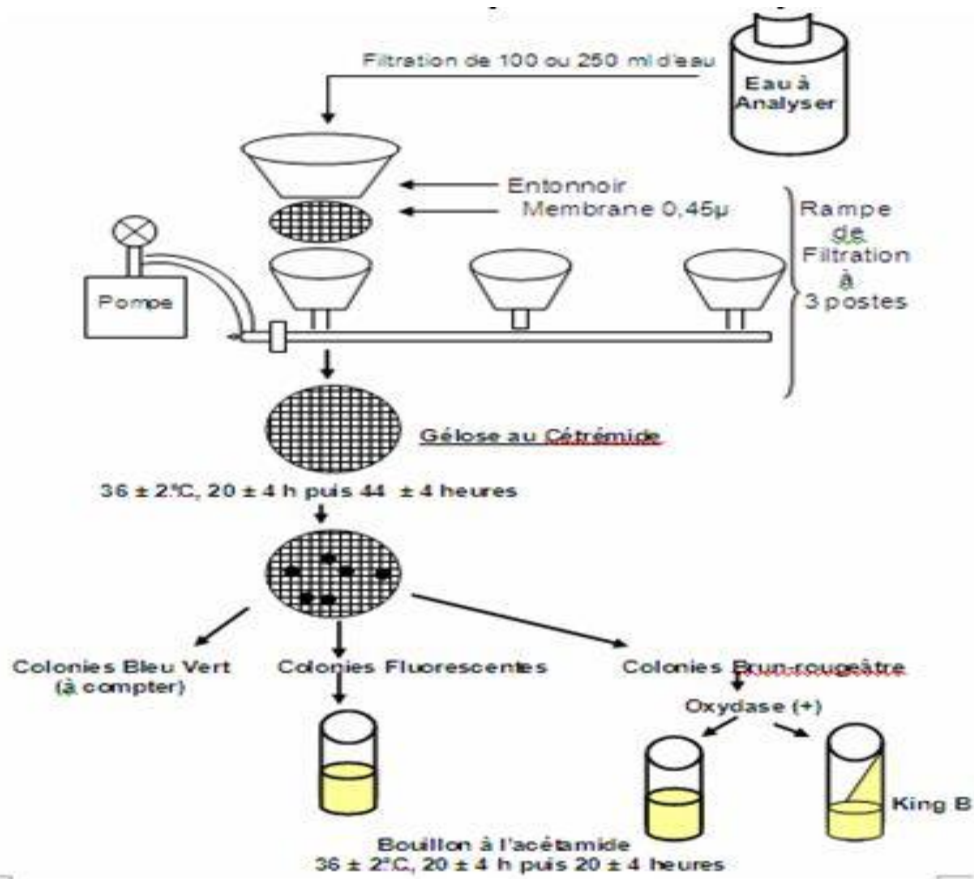 Filtration de 100 ou 250 ml d'eau
Eau à
Analyser
Entonnoir
Membrane 0,45µ
Rampe
de
Filtration
à
3 postes
Pompe
Gélose au Cétrémide
36 ± 2°C, 20 ± 4 h puis 44 ± 4 heures
Colonies Bleu Vert
(à compter)
Colonies Fluorescentes
Colonies Brun-rougeâtre
Oxydase (+)
King B
Bouillon à l'acétamide
36 ± 2°C, 20 ± 4 h puis 20 ± 4 heures